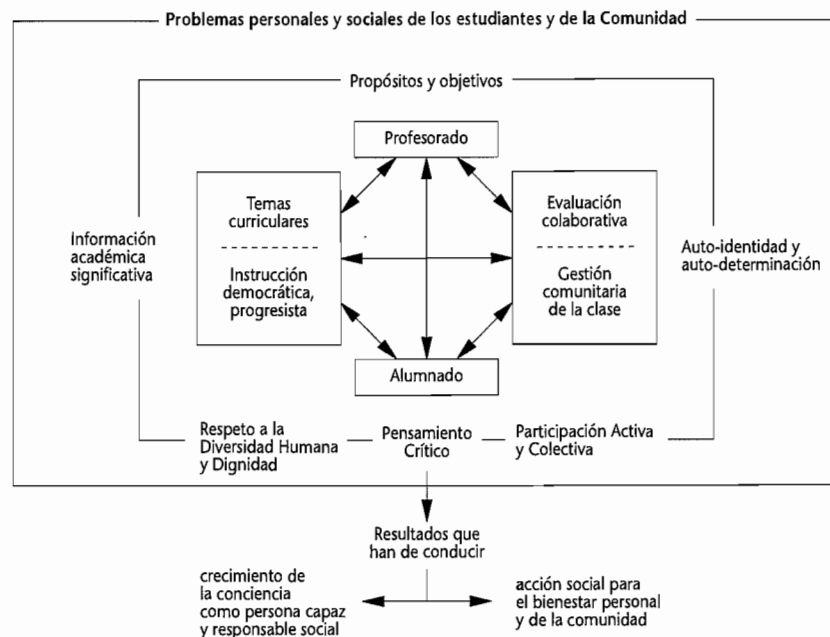 Problemas personales y sociales de los estudiantes y de la Comunidad
Propósitos y objetivos
Profesorado
Temas
curriculares
Instrucción
democrática,
progresista
Evaluación
colaborativa
Gestión
comunitaria
de la clase
Información
académica
significativa
Auto-identidad y
auto-determinación
Alumnado
Respeto a la
Diversidad Humana
y Dignidad
Pensamiento
Crítico
Participación Activa
y Colectiva
Resultados que
han de conducir
crecimiento de
la conciencia
como persona capaz
y responsable social
acción social para
el bienestar personal
y de la comunidad